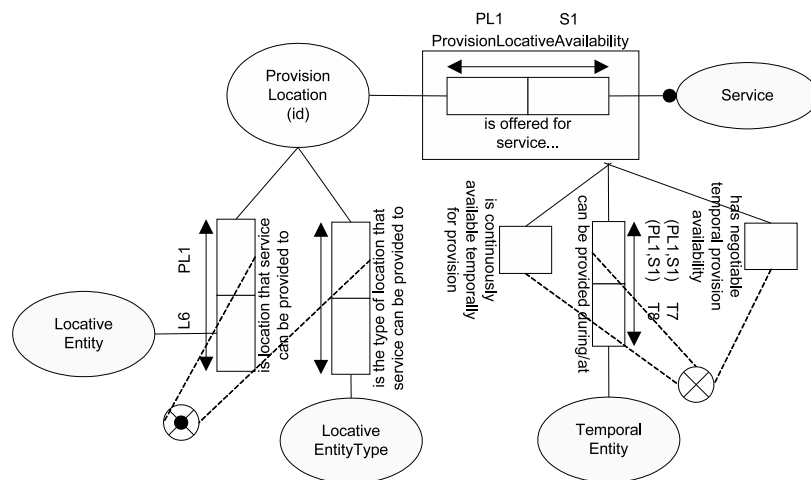 PL1 S1
ProvisionLocativeAvailability
Provision
Location
(id)
Service
is offered for
service...
is continuously
available temporally
for provision
can be provided during/at
(PL1,S1) T7
(PL1,S1) T8
has negotiable
temporal provision
availability
PL1
L6
is location that service
can be provided to
is the type of location that
service can be provided to
Locative
Entity
Locative
EntityType
Temporal
Entity